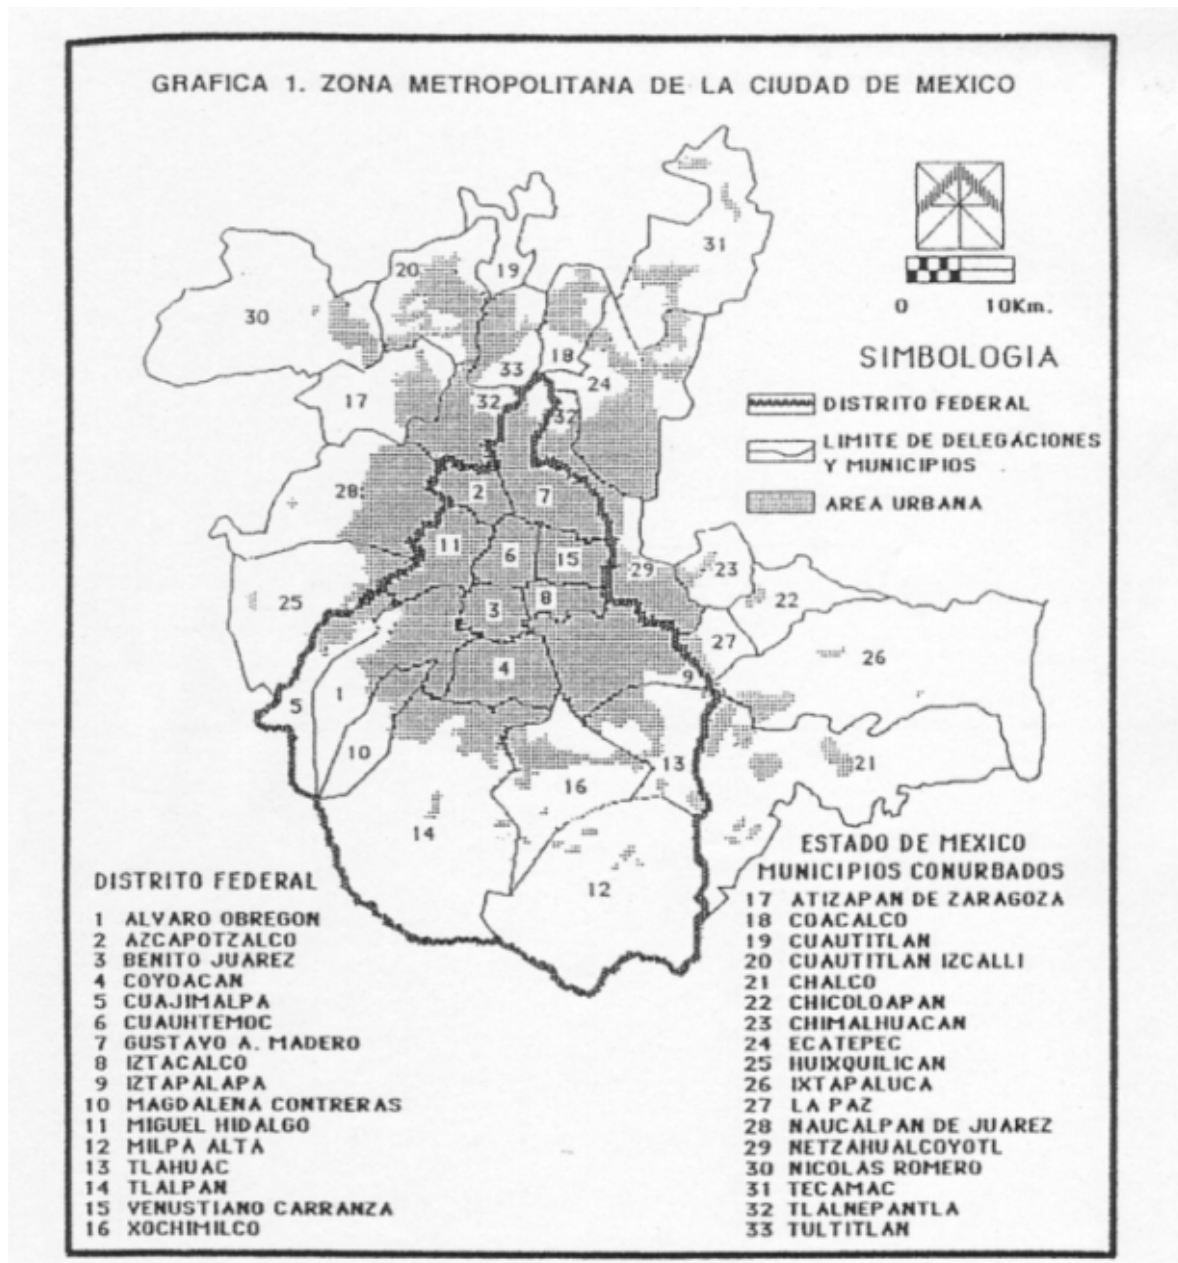 GRAFICA 1. ZONA METROPOLITANA DE LA CIUDAD DE MEXICO
31
20
19
30
0 10Km.
18
SIMBOLOGIA
33
24
17
32
32
DISTRITO FEDERAL
LIMITE DE DELEGACIONES
Y MUNICIPIOS
28
2
7
AREA URBANA
11
6
15
29
23
25
8
22
3
27
26
4
9
1
5
10
13
21
16
14
12
DISTRITO FEDERAL
1 ALVARO OBREGON
2 AZCAPOTZALCO
3 BENITO JUAREZ
4 COYOACAN
5 CUAJIMALPA
6 CUAUHTEMOC
7 GUSTAVO A. MADERO
8 IZTACALCO
9 IZTAPALAPA
10 MAGDALENA CONTRERAS
11 MIGUEL HIDALGO
12 MILPA ALTA
13 TLAHUAC
14 TLALPAN
15 VENUSTIANO CARRANZA
16 XOCHIMILCO
ESTADO DE MEXICO
MUNICIPIOS CONURBADOS
17 ATIZAPAN DE ZARAGOZA
18 COACALCO
19 CUAUTITLAN
20 CUAUTITLAN IZCALLI
21 CHALCO
22 CHICOLOAPAN
23 CHIMALHUACAN
24 ECATEPEC
25 HUIXQUILICAN
26 IXTAPALUCA
27 LA PAZ
28 NAUCALPAN DE JUAREZ
29 NETZAHUALCOYOTL
30 NICOLAS ROMERO
31 TECAMAC
32 TLALNEPANTLA
33 TULTITLAN